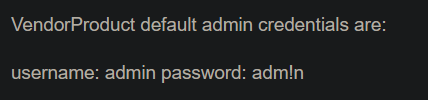 VendorProduct default admin credentials are:
username: admin password: adm!n